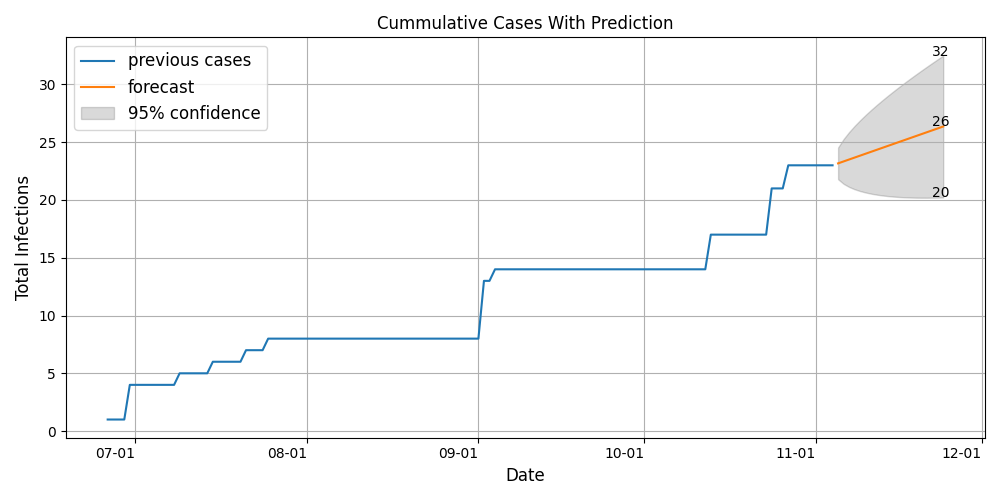 Cummulative Cases With Prediction
previous cases
forecast
95% confidence
32
26
20
Total Infections
30
25
20
15
10
5
0
07-01
08-01
09-01
10-01
11-01
12-01
Date